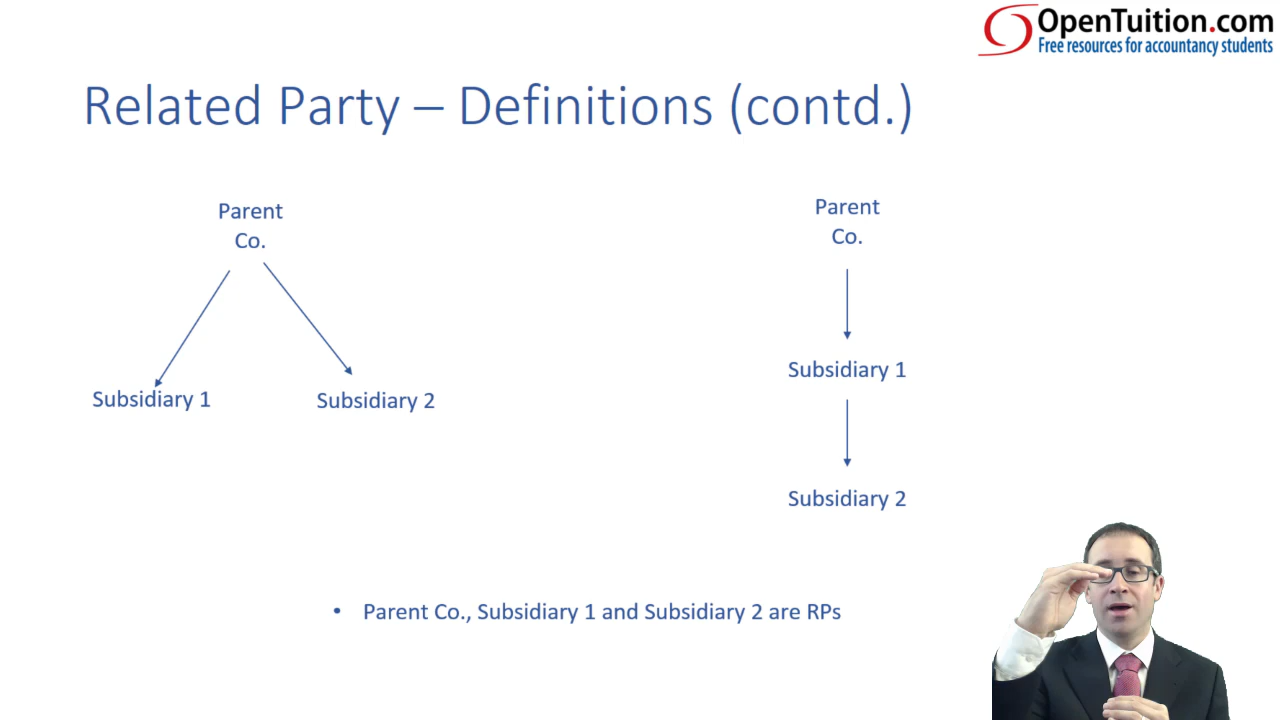 OpenTuition.com
Free resources for accountancy students
Related Party – Definitions (contd.)
Parent
Co.
Subsidiary 1
Subsidiary 2
Parent
Co.
Subsidiary 1
Subsidiary 2
• Parent Co., Subsidiary 1 and Subsidiary 2 are RPs